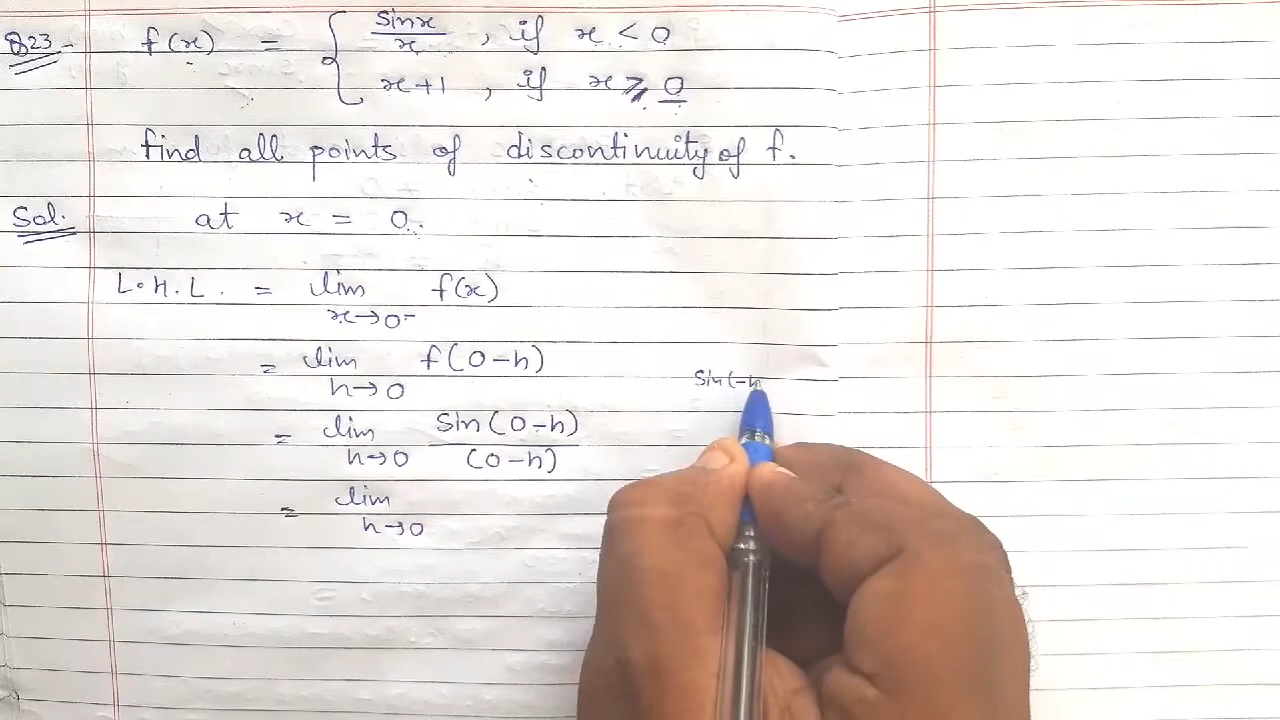 Q23- f(x) = { sinx/x , if x < 0
x+1 , if x ≥ 0
find all points of discontinuity of f.
Sol. at x = 0.
L.H.L. = lim x→0- f(x)
= lim h→0 f(0-h)
= lim h→0 Sin(0-h)/(0-h)
= lim h→0
Sin(-h